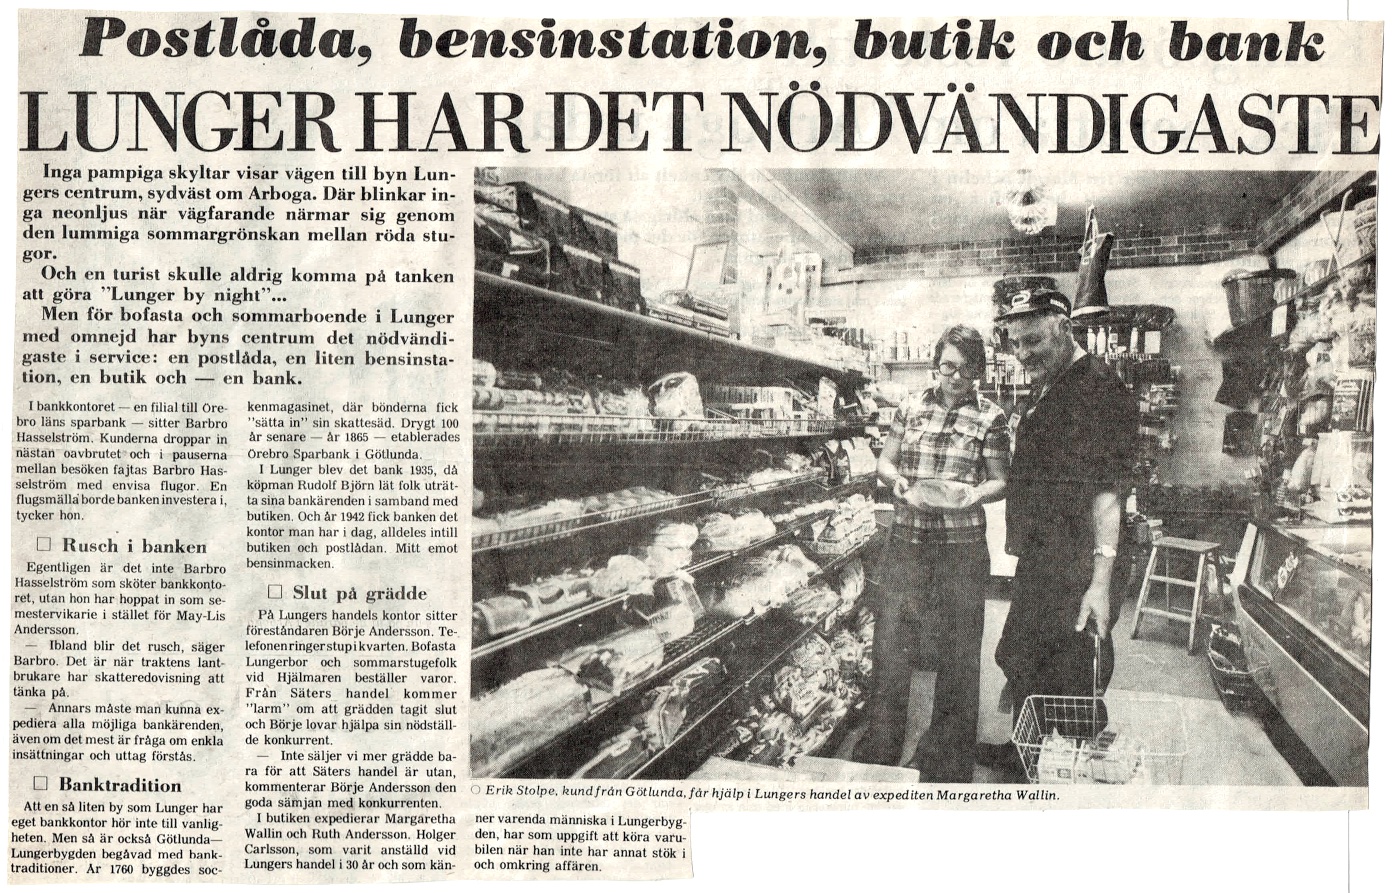 Postlåda, bensinstation, butik och bank
LUNGER HAR DET NÖDVÄNDIGASTE
Inga pampiga skyltar visar vägen till byn Lun-
gers centrum, sydväst om Arboga. Där blinkar in-
ga neonljus när vägfarande närmar sig genom
den lummiga sommargrönskan mellan röda stu-
gor.
Och en turist skulle aldrig komma på tanken
att göra ”Lunger by night”...
Men för bofasta och sommarboende i Lunger
med omnejd har byns centrum det nödvändi-
gaste i service: en postlåda, en liten bensinsta-
tion, en butik och — en bank.
I bankkontoret — en filial till Öre-
bro läns sparbank — sitter Barbro
Hasselström. Kunderna droppar in
nästan oavbrutet och i pauserna
mellan besöken fajtas Barbro Has-
selström med envisa flugor. En
flugsmälla borde banken investera i,
tycker hon.
□ Rusch i banken
Egentligen är det inte Barbro
Hasselström som sköter bankkonto-
ret, utan hon har hoppat in som se-
mestervikarie i stället för May-Lis
Andersson.
— Ibland blir det rusch, säger
Barbro. Det är när traktens lant-
brukare har skatteredovisning att
tänka på.
— Annars måste man kunna ex-
pediera alla möjliga bankärenden,
även om det mest är fråga om enkla
insättningar och uttag förstås.
□ Banktradition
Att en så liten by som Lunger har
eget bankkontor hör inte till vanlig-
heten. Men så är också Götlunda—
Lungerbygden begåvad med bank-
traditioner. År 1760 byggdes soc-
kenmagasinet, där bönderna fick
”sätta in” sin skattesäd. Drygt 100
år senare — år 1865 — etablerades
Örebro Sparbank i Götlunda.
I Lunger blev det bank 1935, då
köpman Rudolf Björn lät folk uträt-
ta sina bankärenden i samband med
butiken. Och år 1942 fick banken det
kontor man har i dag, alldeles intill
butiken och postlådan. Mitt emot
bensinmacken.
□ Slut på grädde
På Lungers handels kontor sitter
föreståndaren Börje Andersson. Te-
lefonen ringer stup i kvarten. Bofasta
Lungerbor och sommarstugefolk
vid Hjälmaren beställer varor.
Från Säters handel kommer
”larm” om att grädden tagit slut
och Börje lovar hjälpa sin nödställ-
de konkurrent.
— Inte säljer vi mer grädde ba-
ra för att Säters handel är utan,
kommenterar Börje Andersson den
goda sämjan med konkurrenten.
I butiken expedierar Margaretha
Wallin och Ruth Andersson. Holger
Carlsson, som varit anställd vid
Lungers handel i 30 år och som kän-
○ Erik Stolpe, kund från Götlunda, får hjälp i Lungers handel av expediten Margaretha Wallin.
ner varenda människa i Lungerbyg-
den, har som uppgift att köra varu-
bilen när han inte har annat stök i
och omkring affären.